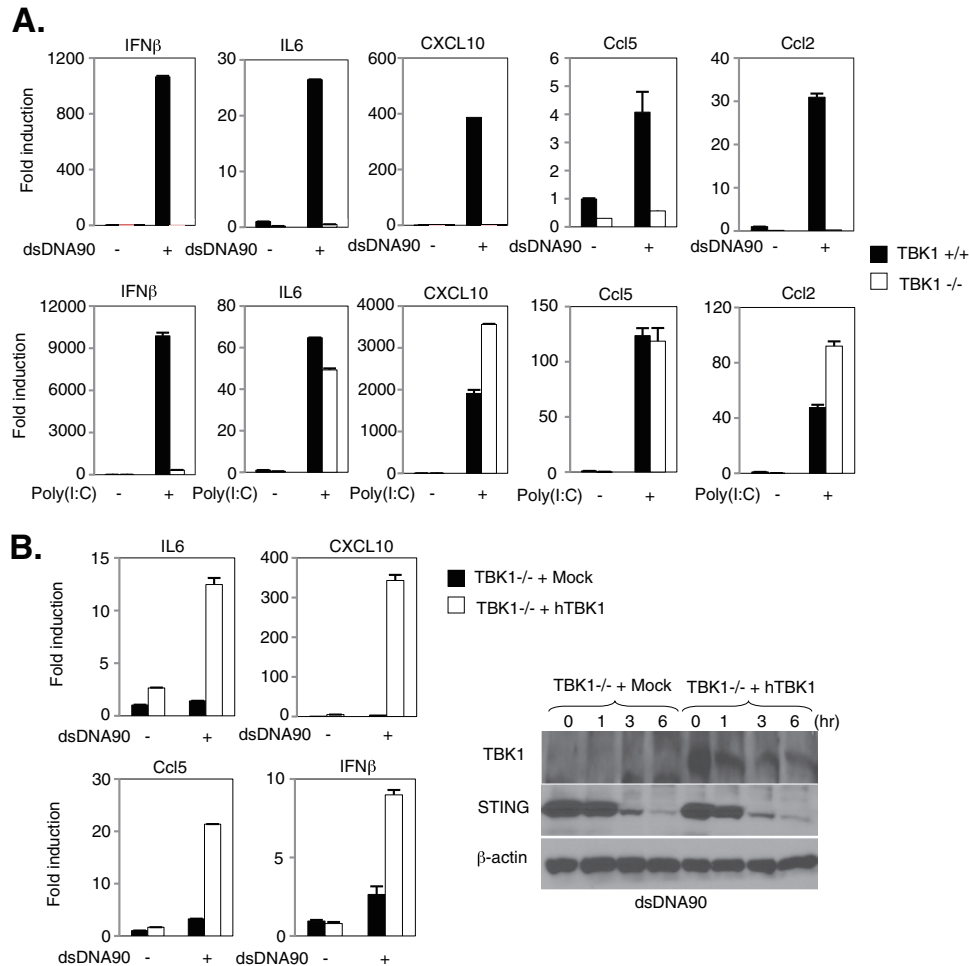 A.
IFNβ
IL6
CXCL10
Ccl5
Ccl2
Fold induction
1200
800
400
0
30
20
10
0
600
400
200
0
6
5
4
3
2
1
0
40
30
20
10
0
dsDNA90 - +
dsDNA90 - +
dsDNA90 - +
dsDNA90 - +
dsDNA90 - +
TBK1 +/+
TBK1 -/-
IFNβ
IL6
CXCL10
Ccl5
Ccl2
Fold induction
12000
9000
6000
3000
0
80
60
40
20
0
4000
3000
2000
1000
0
150
100
50
0
120
80
40
0
Poly(I:C) - +
Poly(I:C) - +
Poly(I:C) - +
Poly(I:C) - +
Poly(I:C) - +
B.
IL6
CXCL10
Fold induction
15
10
5
0
400
300
200
100
0
dsDNA90 - +
dsDNA90 - +
TBK1-/- + Mock
TBK1-/- + hTBK1
Ccl5
IFNβ
Fold induction
30
20
10
0
10
5
0
dsDNA90 - +
dsDNA90 - +
TBK1-/- + Mock TBK1-/- + hTBK1
0 1 3 6 0 1 3 6 (hr)
TBK1
STING
β-actin
dsDNA90